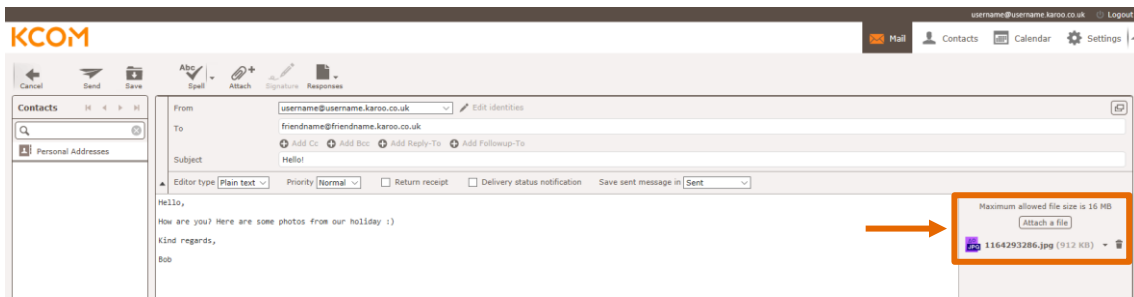 username@username.karoo.co.uk Logout
KCOM
Mail Contacts Calendar Settings
Cancel Send Save Abc Spell Attach Signature Responses
Contacts
From username@username.karoo.co.uk Edit identities
To friendname@friendname.karoo.co.uk
Personal Addresses
Add Cc Add Bcc Add Reply-To Add Followup-To
Subject Hello!
Editor type Plain text Priority Normal Return receipt Delivery status notification Save sent message in Sent
Hello,
How are you? Here are some photos from our holiday :)
Kind regards,
Bob
Maximum allowed file size is 16 MB
Attach a file
JPG 1164293286.jpg (912 KB)